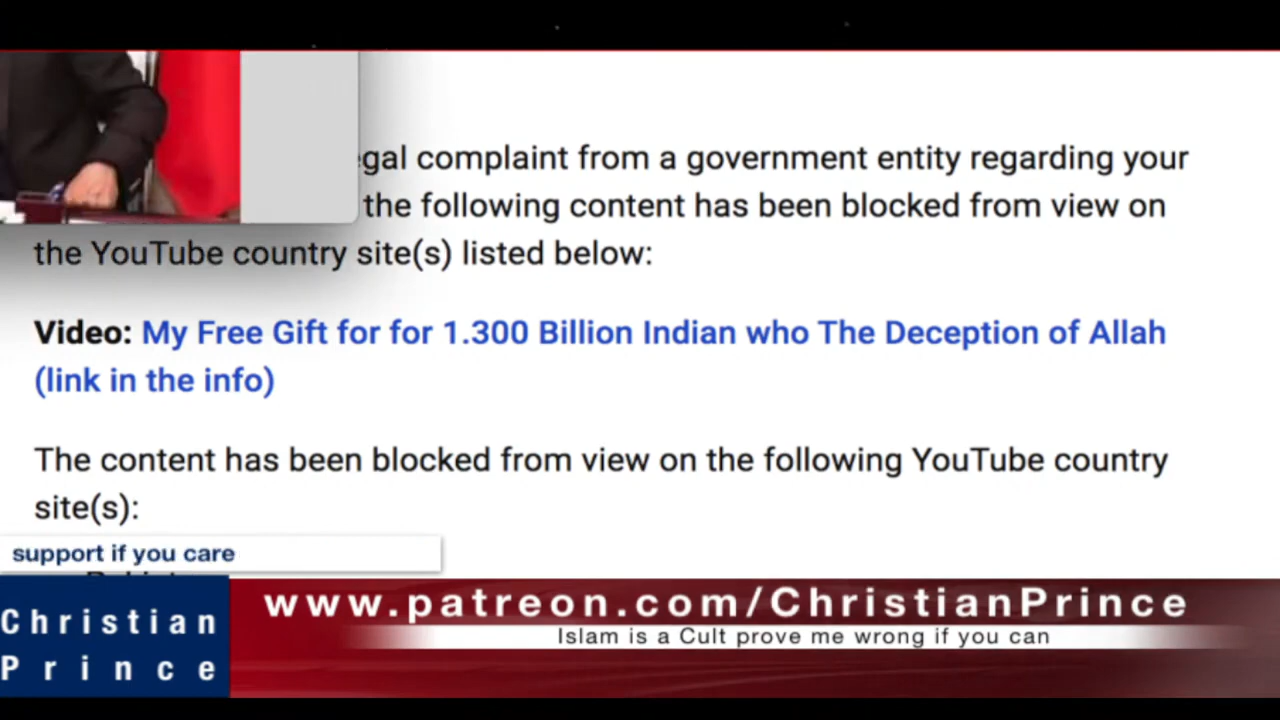 complaint from a government entity regarding your
the following content has been blocked from view on
the YouTube country site(s) listed below:
Video: My Free Gift for for 1.300 Billion Indian who The Deception of Allah
(link in the info)
The content has been blocked from view on the following YouTube country
site(s):
support if you care
Christian
Prince
www.patreon.com/ChristianPrince
Islam is a Cult prove me wrong if you can